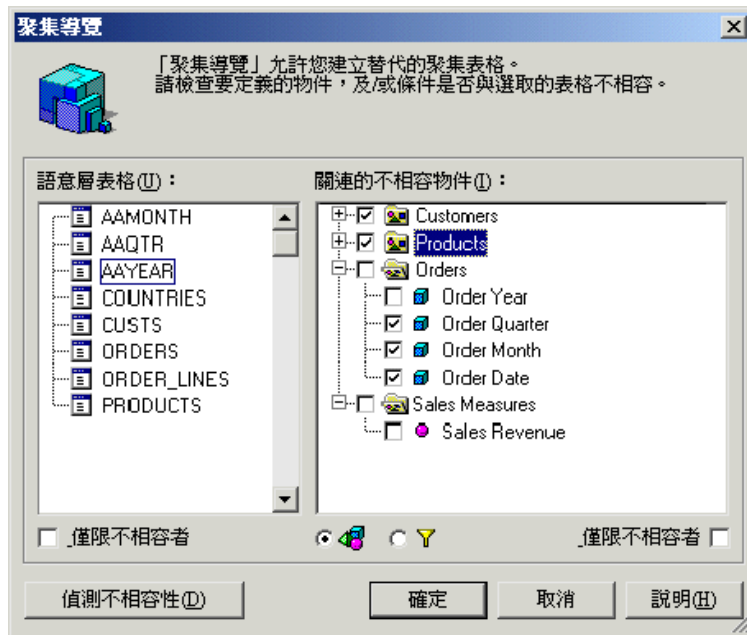 聚集導覽
「聚集導覽」允許您建立替代的聚集表格。
請檢查要定義的物件，及/或條件是否與選取的表格不相容。
語意層表格(U)：
關連的不相容物件(I)：
AAMONTH
AAQTR
AAYEAR
COUNTRIES
CUSTS
ORDERS
ORDER_LINES
PRODUCTS
Customers
Products
Orders
Order Year
Order Quarter
Order Month
Order Date
Sales Measures
Sales Revenue
_僅限不相容者
_僅限不相容者
偵測不相容性(D)
確定
取消
說明(H)